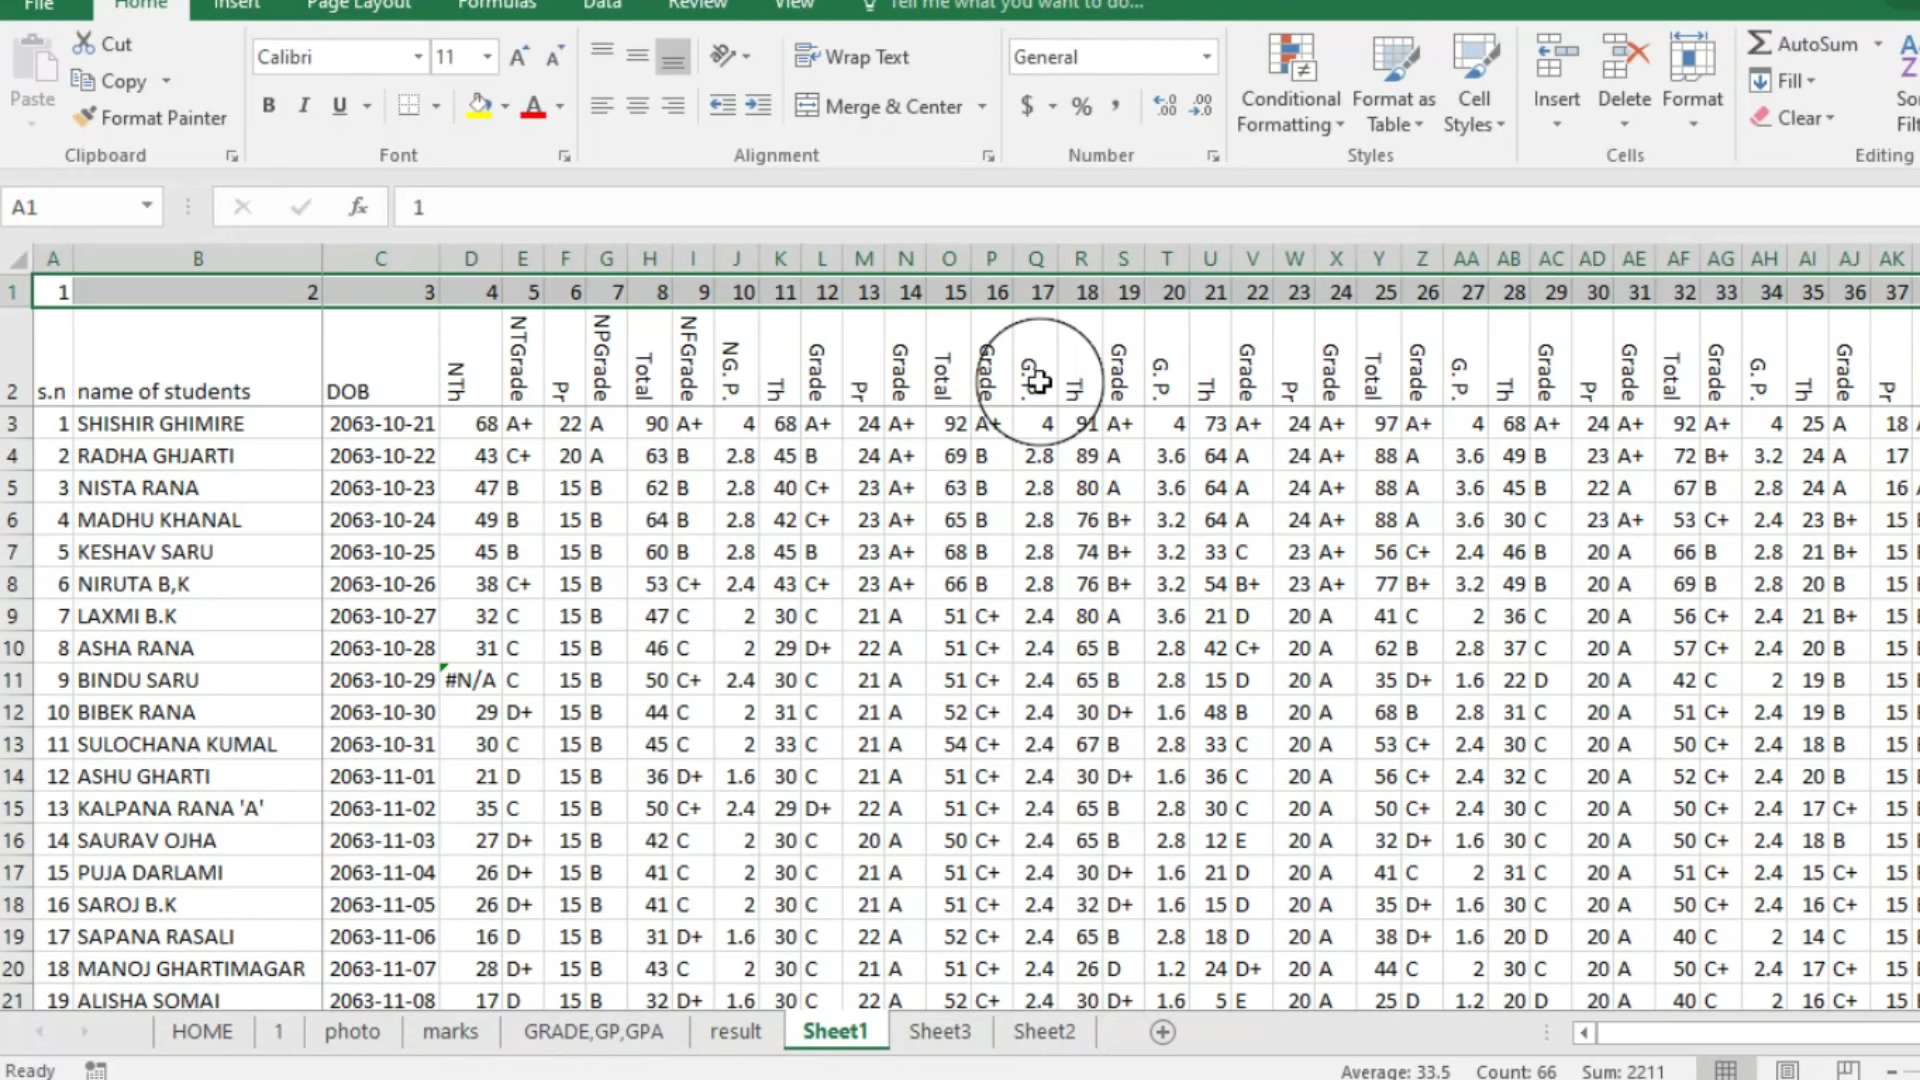 File Home Insert Page Layout Formulas Data Review View Tell me what you want to do...
Cut
Copy
Paste
Format Painter
Clipboard
Calibri 11
B I U
Font
Wrap Text
Merge & Center
Alignment
General
$ % ,
Number
Conditional Formatting
Format as Table
Cell Styles
Styles
Insert Delete Format
Cells
AutoSum
Fill
Clear
Editing
A1 fx 1
A B C D E F G H I J K L M N O P Q R S T U V W X Y Z AA AB AC AD AE AF AG AH AI AJ AK
1 1 2 3 4 5 6 7 8 9 10 11 12 13 14 15 16 17 18 19 20 21 22 23 24 25 26 27 28 29 30 31 32 33 34 35 36 37
2 s.n name of students DOB NTh NTGrade Pr NPGrade Total NFGrade NG. P. Th Grade Pr Grade Total Grade G. P. Th Grade G. P. Th Grade Pr Grade Total Grade G. P. Th Grade Pr Grade Total Grade G. P. Th Grade Pr
3 1 SHISHIR GHIMIRE 2063-10-21 68 A+ 22 A 90 A+ 4 68 A+ 24 A+ 92 A+ 4 91 A+ 4 73 A+ 24 A+ 97 A+ 4 68 A+ 24 A+ 92 A+ 4 25 A 18
4 2 RADHA GHJARTI 2063-10-22 43 C+ 20 A 63 B 2.8 45 B 24 A+ 69 B 2.8 89 A 3.6 64 A 24 A+ 88 A 3.6 49 B 23 A+ 72 B+ 3.2 24 A 17
5 3 NISTA RANA 2063-10-23 47 B 15 B 62 B 2.8 40 C+ 23 A+ 63 B 2.8 80 A 3.6 64 A 24 A+ 88 A 3.6 45 B 22 A 67 B 2.8 24 A 16
6 4 MADHU KHANAL 2063-10-24 49 B 15 B 64 B 2.8 42 C+ 23 A+ 65 B 2.8 76 B+ 3.2 64 A 24 A+ 88 A 3.6 30 C 23 A+ 53 C+ 2.4 23 B+ 15
7 5 KESHAV SARU 2063-10-25 45 B 15 B 60 B 2.8 45 B 23 A+ 68 B 2.8 74 B+ 3.2 33 C 23 A+ 56 C+ 2.4 46 B 20 A 66 B 2.8 21 B+ 15
8 6 NIRUTA B,K 2063-10-26 38 C+ 15 B 53 C+ 2.4 43 C+ 23 A+ 66 B 2.8 76 B+ 3.2 54 B+ 23 A+ 77 B+ 3.2 49 B 20 A 69 B 2.8 20 B 15
9 7 LAXMI B.K 2063-10-27 32 C 15 B 47 C 2 30 C 21 A 51 C+ 2.4 80 A 3.6 21 D 20 A 41 C 2 36 C 20 A 56 C+ 2.4 21 B+ 15
10 8 ASHA RANA 2063-10-28 31 C 15 B 46 C 2 29 D+ 22 A 51 C+ 2.4 65 B 2.8 42 C+ 20 A 62 B 2.8 37 C 20 A 57 C+ 2.4 20 B 15
11 9 BINDU SARU 2063-10-29 #N/A C 15 B 50 C+ 2.4 30 C 21 A 51 C+ 2.4 65 B 2.8 15 D 20 A 35 D+ 1.6 22 D 20 A 42 C 2 19 B 15
12 10 BIBEK RANA 2063-10-30 29 D+ 15 B 44 C 2 31 C 21 A 52 C+ 2.4 30 D+ 1.6 48 B 20 A 68 B 2.8 31 C 20 A 51 C+ 2.4 19 B 15
13 11 SULOCHANA KUMAL 2063-10-31 30 C 15 B 45 C 2 33 C 21 A 54 C+ 2.4 67 B 2.8 33 C 20 A 53 C+ 2.4 30 C 20 A 50 C+ 2.4 18 B 15
14 12 ASHU GHARTI 2063-11-01 21 D 15 B 36 D+ 1.6 30 C 21 A 51 C+ 2.4 30 D+ 1.6 36 C 20 A 56 C+ 2.4 32 C 20 A 52 C+ 2.4 20 B 15
15 13 KALPANA RANA 'A' 2063-11-02 35 C 15 B 50 C+ 2.4 29 D+ 22 A 51 C+ 2.4 65 B 2.8 30 C 20 A 50 C+ 2.4 30 C 20 A 50 C+ 2.4 17 C+ 15
16 14 SAURAV OJHA 2063-11-03 27 D+ 15 B 42 C 2 30 C 20 A 50 C+ 2.4 65 B 2.8 12 E 20 A 32 D+ 1.6 30 C 20 A 50 C+ 2.4 18 B 15
17 15 PUJA DARLAMI 2063-11-04 26 D+ 15 B 41 C 2 30 C 21 A 51 C+ 2.4 30 D+ 1.6 21 D 20 A 41 C 2 31 C 20 A 51 C+ 2.4 15 C+ 15
18 16 SAROJ B.K 2063-11-05 26 D+ 15 B 41 C 2 30 C 21 A 51 C+ 2.4 32 D+ 1.6 15 D 20 A 35 D+ 1.6 30 C 20 A 50 C+ 2.4 16 C+ 15
19 17 SAPANA RASALI 2063-11-06 16 D 15 B 31 D+ 1.6 30 C 22 A 52 C+ 2.4 65 B 2.8 18 D 20 A 38 D+ 1.6 20 D 20 A 40 C 2 14 C 15
20 18 MANOJ GHARTIMAGAR 2063-11-07 28 D+ 15 B 43 C 2 30 C 21 A 51 C+ 2.4 26 D 1.2 24 D+ 20 A 44 C 2 30 C 20 A 50 C+ 2.4 17 C+ 15
21 19 ALISHA SOMAI 2063-11-08 17 D 15 B 32 D+ 1.6 30 C 22 A 52 C+ 2.4 30 D+ 1.6 5 E 20 A 25 D 1.2 20 D 20 A 40 C 2 16 C+ 15
HOME 1 photo marks GRADE,GP,GPA result Sheet1 Sheet3 Sheet2
Ready Average: 33.5 Count: 66 Sum: 2211